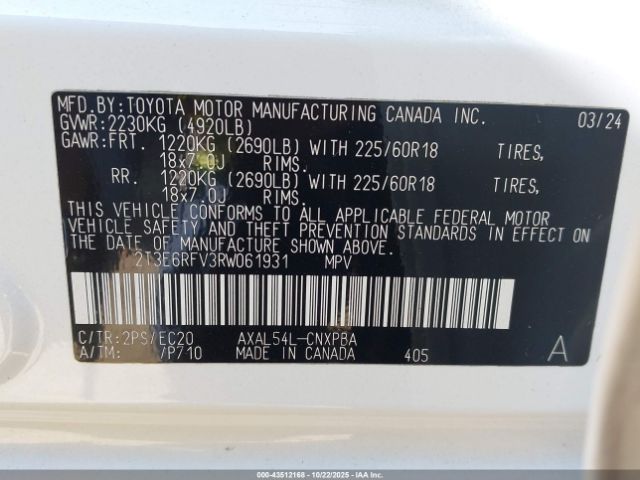 MFD.BY:TOYOTA MOTOR MANUFACTURING CANADA INC. 03/24
GVWR:2230KG (4920LB)
GAWR:FRT. 1220KG (2690LB) WITH 225/60R18 TIRES,
18x7.0J RIMS.
RR. 1220KG (2690LB) WITH 225/60R18 TIRES,
18x7.0J RIMS.
THIS VEHICLE CONFORMS TO ALL APPLICABLE FEDERAL MOTOR
VEHICLE SAFETY AND THEFT PREVENTION STANDARDS IN EFFECT ON
THE DATE OF MANUFACTURE SHOWN ABOVE.
2T3E6RFV3RW061931 MPV
C/TR:2PS/EC20 AXAL54L-CNXPBA
A/TM: /P710 MADE IN CANADA 405 A
000-43512168 - 10/22/2025 - IAA Inc.